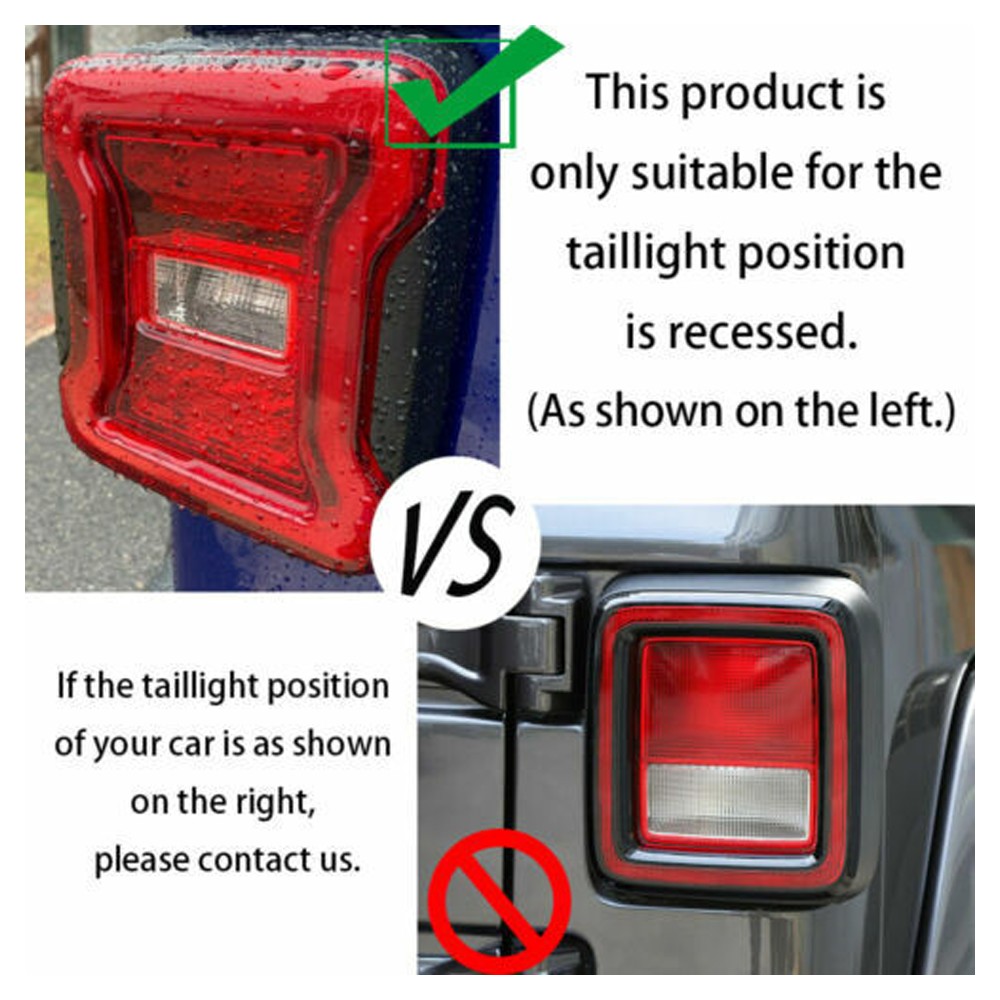 This product is
only suitable for the
taillight position
is recessed.
(As shown on the left.)
VS
If the taillight position
of your car is as shown
on the right,
please contact us.